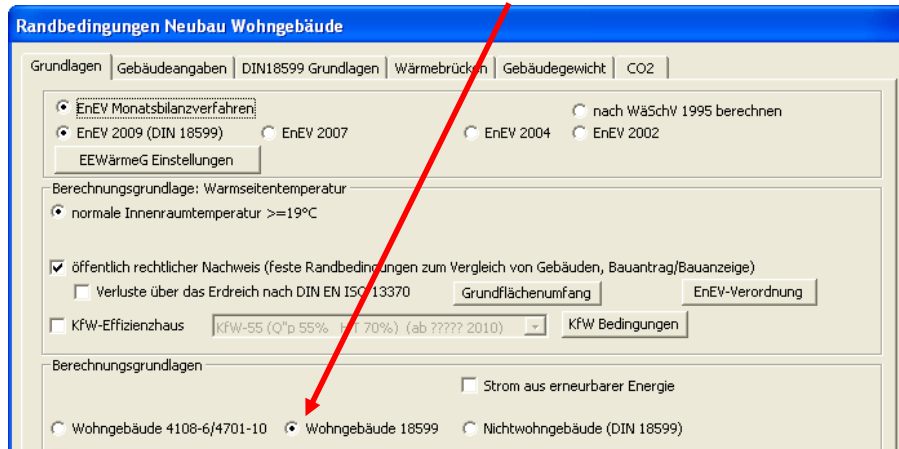 Randbedingungen Neubau Wohngebäude
Grundlagen Gebäudeangaben DIN18599 Grundlagen Wärmebrücken Gebäudegewicht CO2
EnEV Monatsbilanzverfahren nach WäSchV 1995 berechnen
EnEV 2009 (DIN 18599) EnEV 2007 EnEV 2004 EnEV 2002
EEWärmeG Einstellungen
Berechnungsgrundlage: Warmseitentemperatur
normale Innenraumtemperatur >=19°C
öffentlich rechtlicher Nachweis (feste Randbedingungen zum Vergleich von Gebäuden, Bauantrag/Bauanzeige)
Verluste über das Erdreich nach DIN EN ISO 13370 Grundflächenumfang EnEV-Verordnung
KfW-Effizienzhaus KfW-55 (Q"p 55% H'T 70%) (ab ????? 2010) KfW Bedingungen
Berechnungsgrundlagen
Strom aus erneurbarer Energie
Wohngebäude 4108-6/4701-10 Wohngebäude 18599 Nichtwohngebäude (DIN 18599)